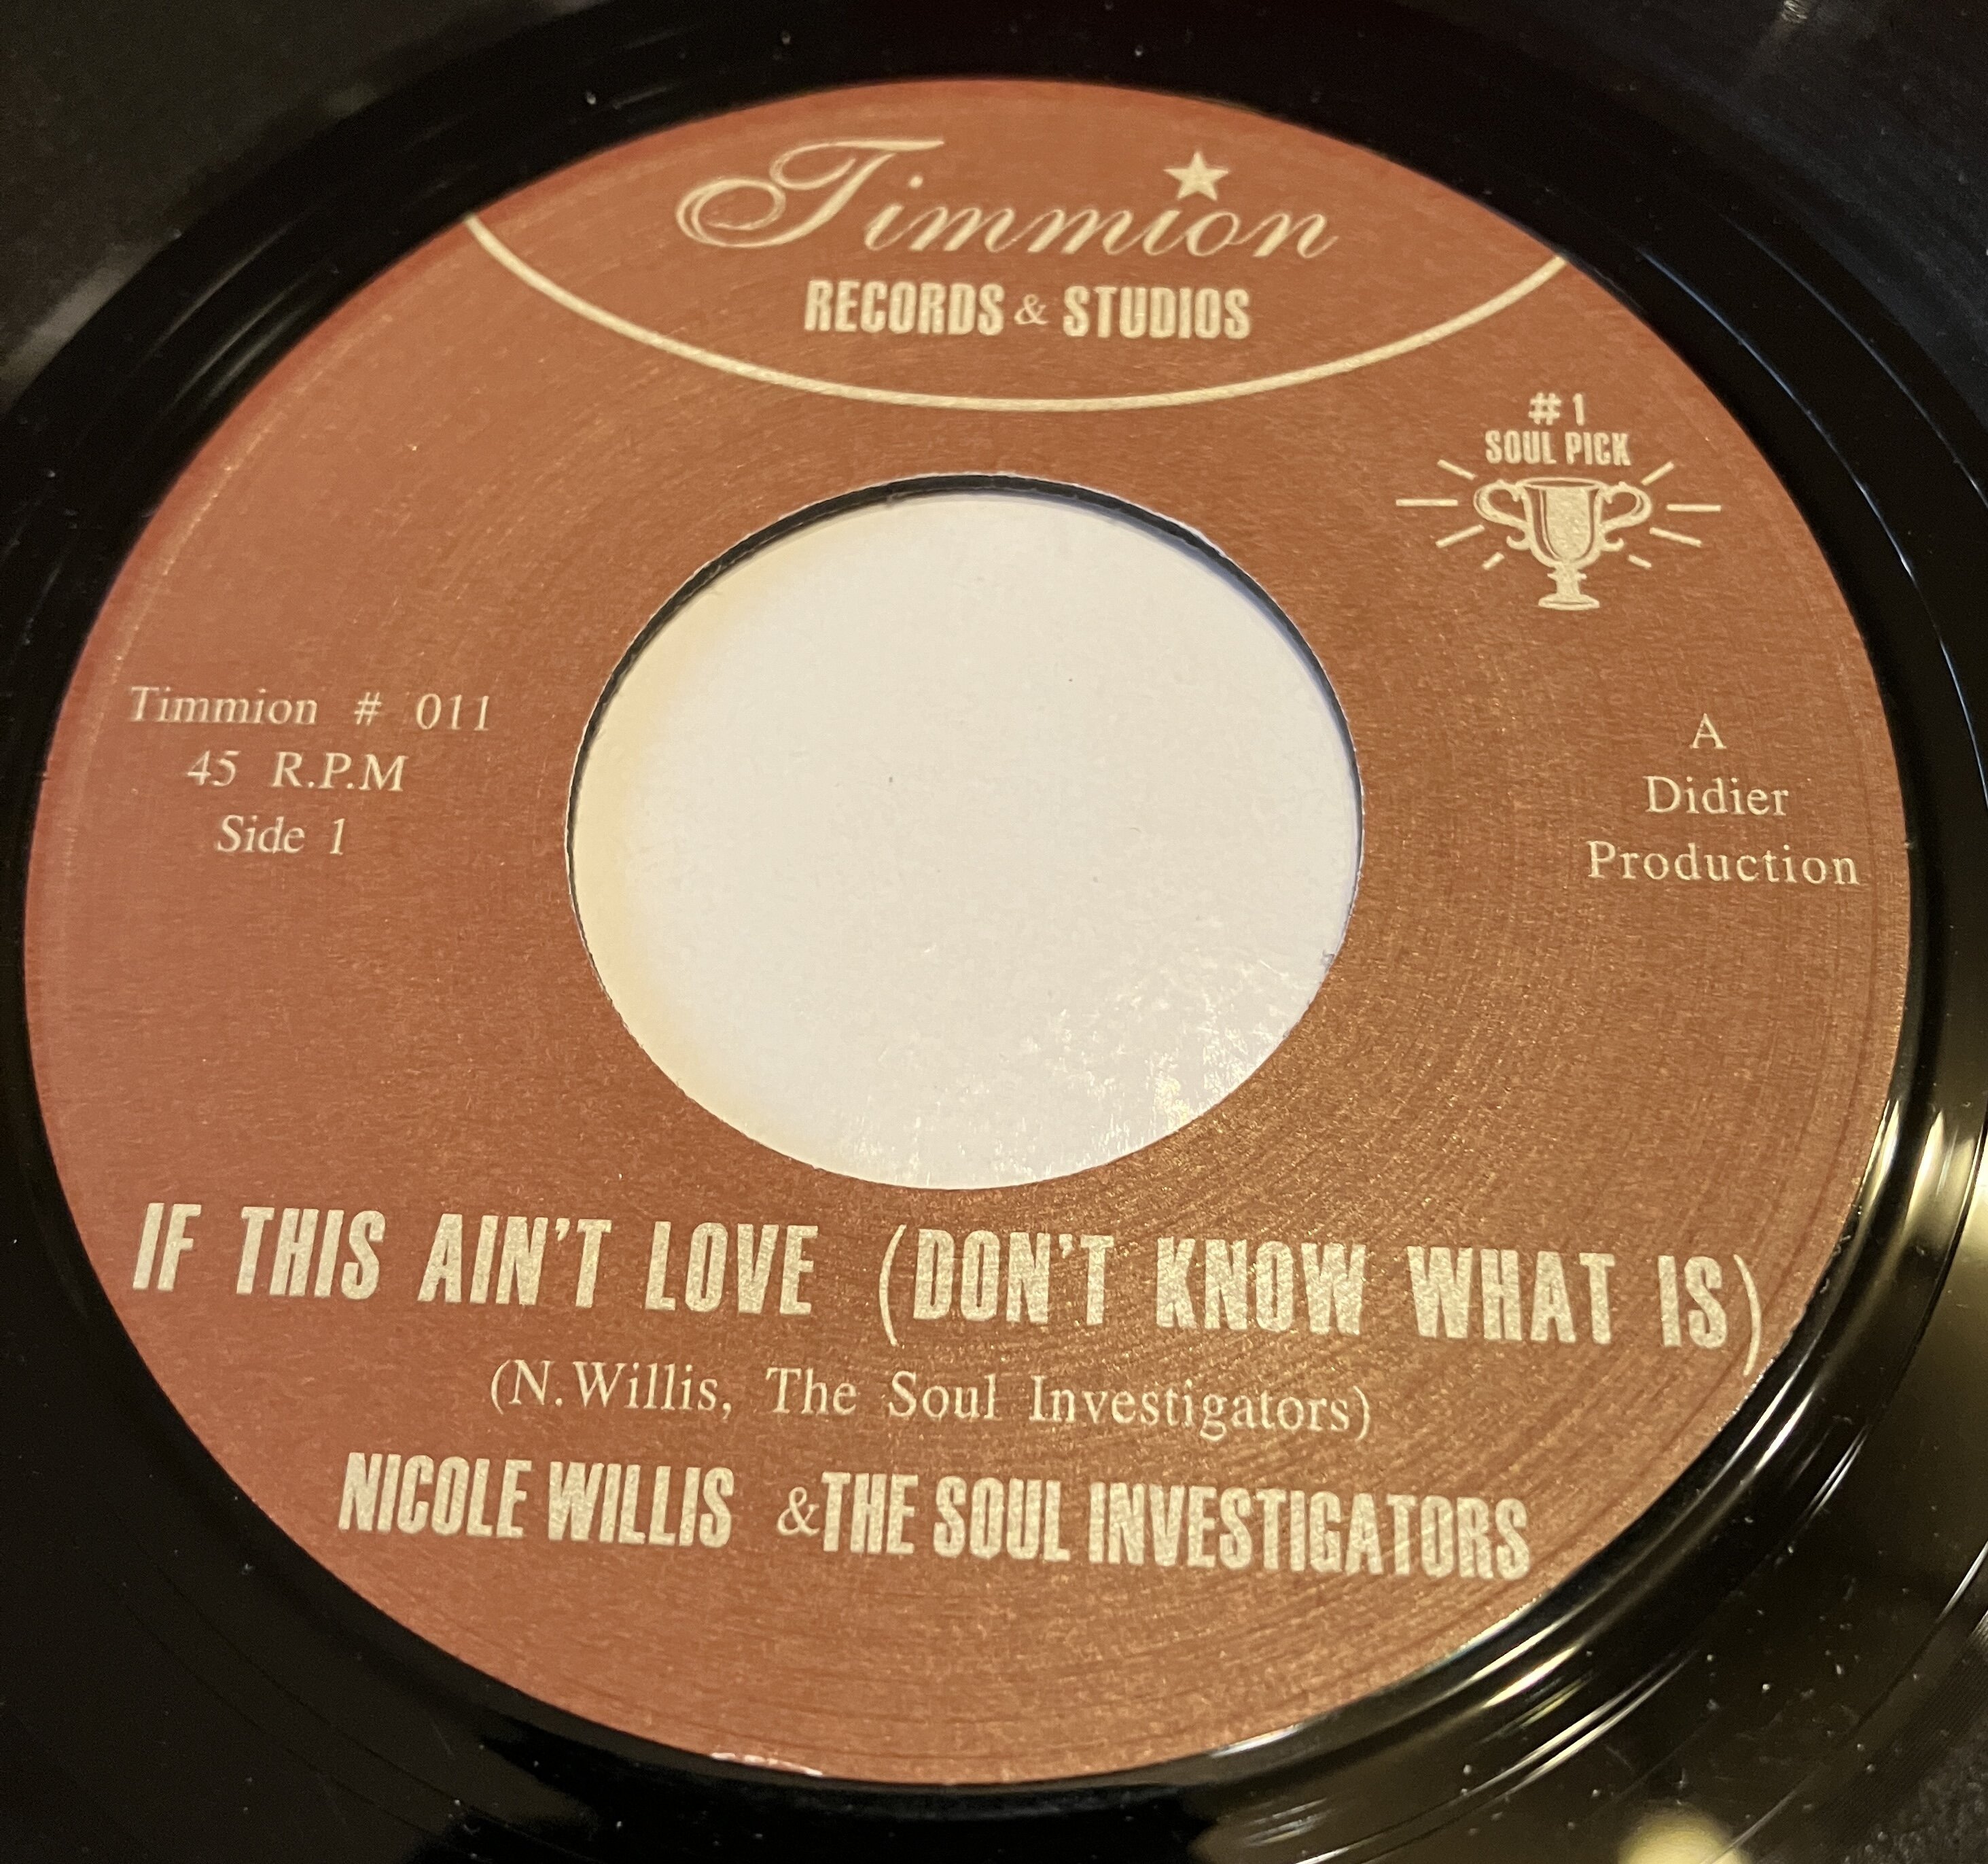 Timmion
RECORDS & STUDIOS
#1
SOUL PICK
Timmion # 011
45 R.P.M
Side 1
A
Didier
Production
IF THIS AIN'T LOVE (DON'T KNOW WHAT IS)
(N.Willis, The Soul Investigators)
NICOLE WILLIS &THE SOUL INVESTIGATORS